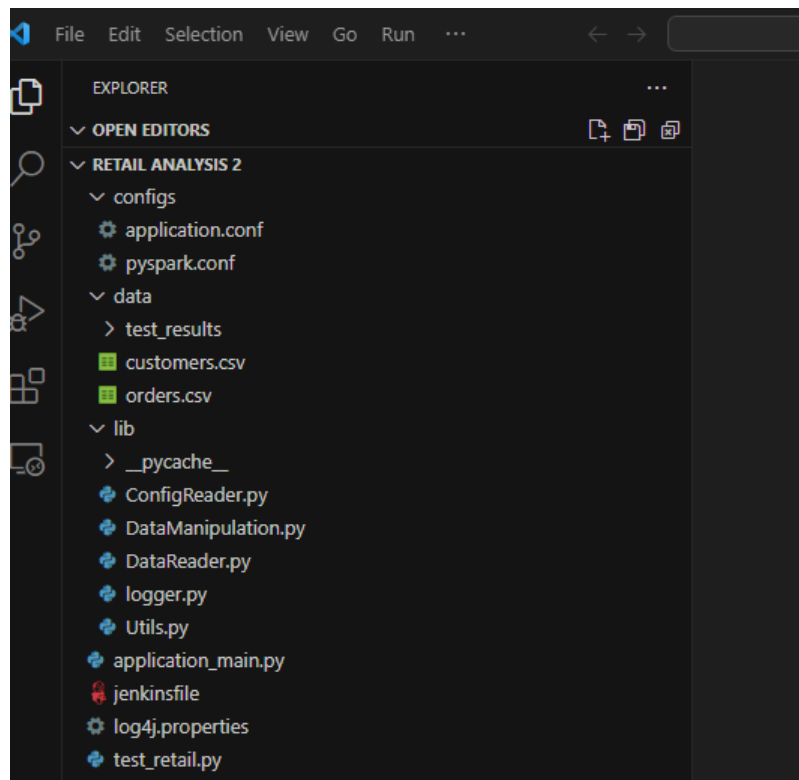 File Edit Selection View Go Run ...
EXPLORER ...
OPEN EDITORS
RETAIL ANALYSIS 2
configs
application.conf
pyspark.conf
data
test_results
customers.csv
orders.csv
lib
__pycache__
ConfigReader.py
DataManipulation.py
DataReader.py
logger.py
Utils.py
application_main.py
jenkinsfile
log4j.properties
test_retail.py